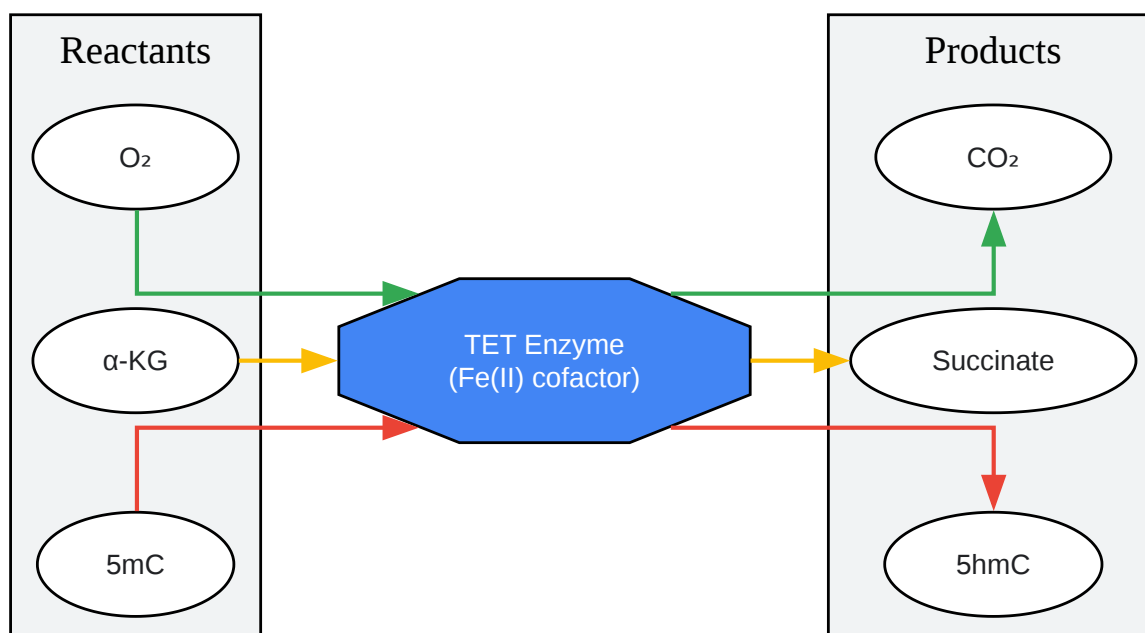 Reactants
O₂
α-KG
5mC
TET Enzyme
(Fe(II) cofactor)
Products
CO₂
Succinate
5hmC